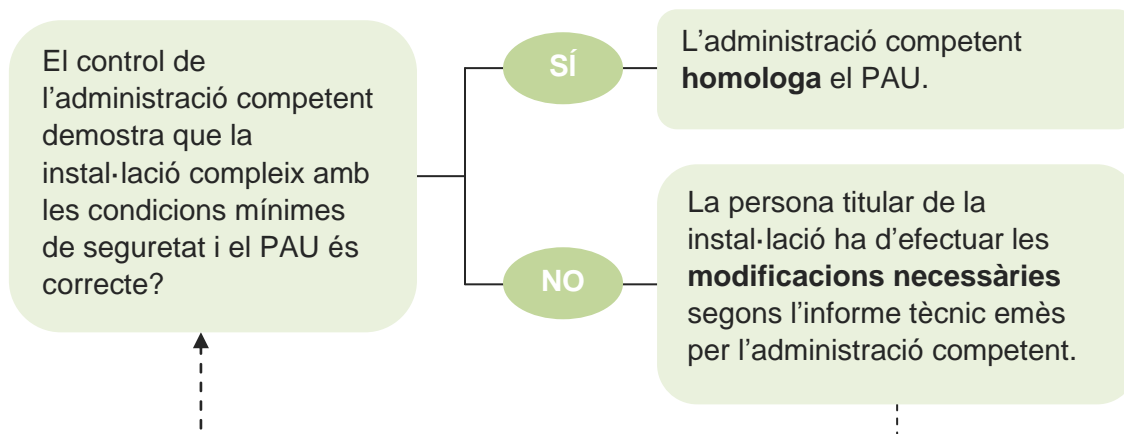 El control de
l’administració competent
demostra que la
instal·lació compleix amb
les condicions mínimes
de seguretat i el PAU és
correcte?
SÍ
L’administració competent
homologa el PAU.
NO
La persona titular de la
instal·lació ha d’efectuar les
modificacions necessàries
segons l’informe tècnic emès
per l’administració competent.